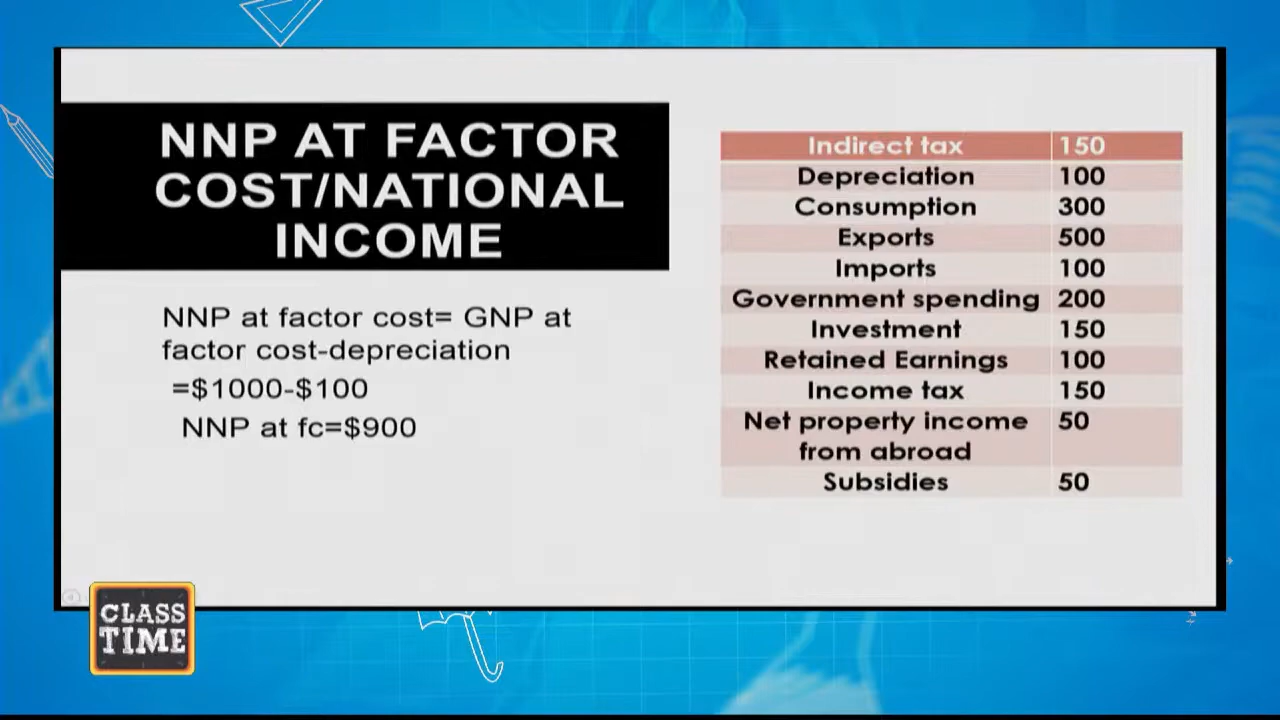 NNP AT FACTOR
COST/NATIONAL
INCOME
NNP at factor cost= GNP at
factor cost-depreciation
=$1000-$100
NNP at fc=$900
Indirect tax 150
Depreciation 100
Consumption 300
Exports 500
Imports 100
Government spending 200
Investment 150
Retained Earnings 100
Income tax 150
Net property income 50
from abroad
Subsidies 50
CLASS
TIME